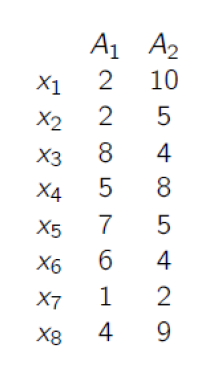 A₁ A₂
x₁ 2 10
x₂ 2 5
x₃ 8 4
x₄ 5 8
x₅ 7 5
x₆ 6 4
x₇ 1 2
x₈ 4 9